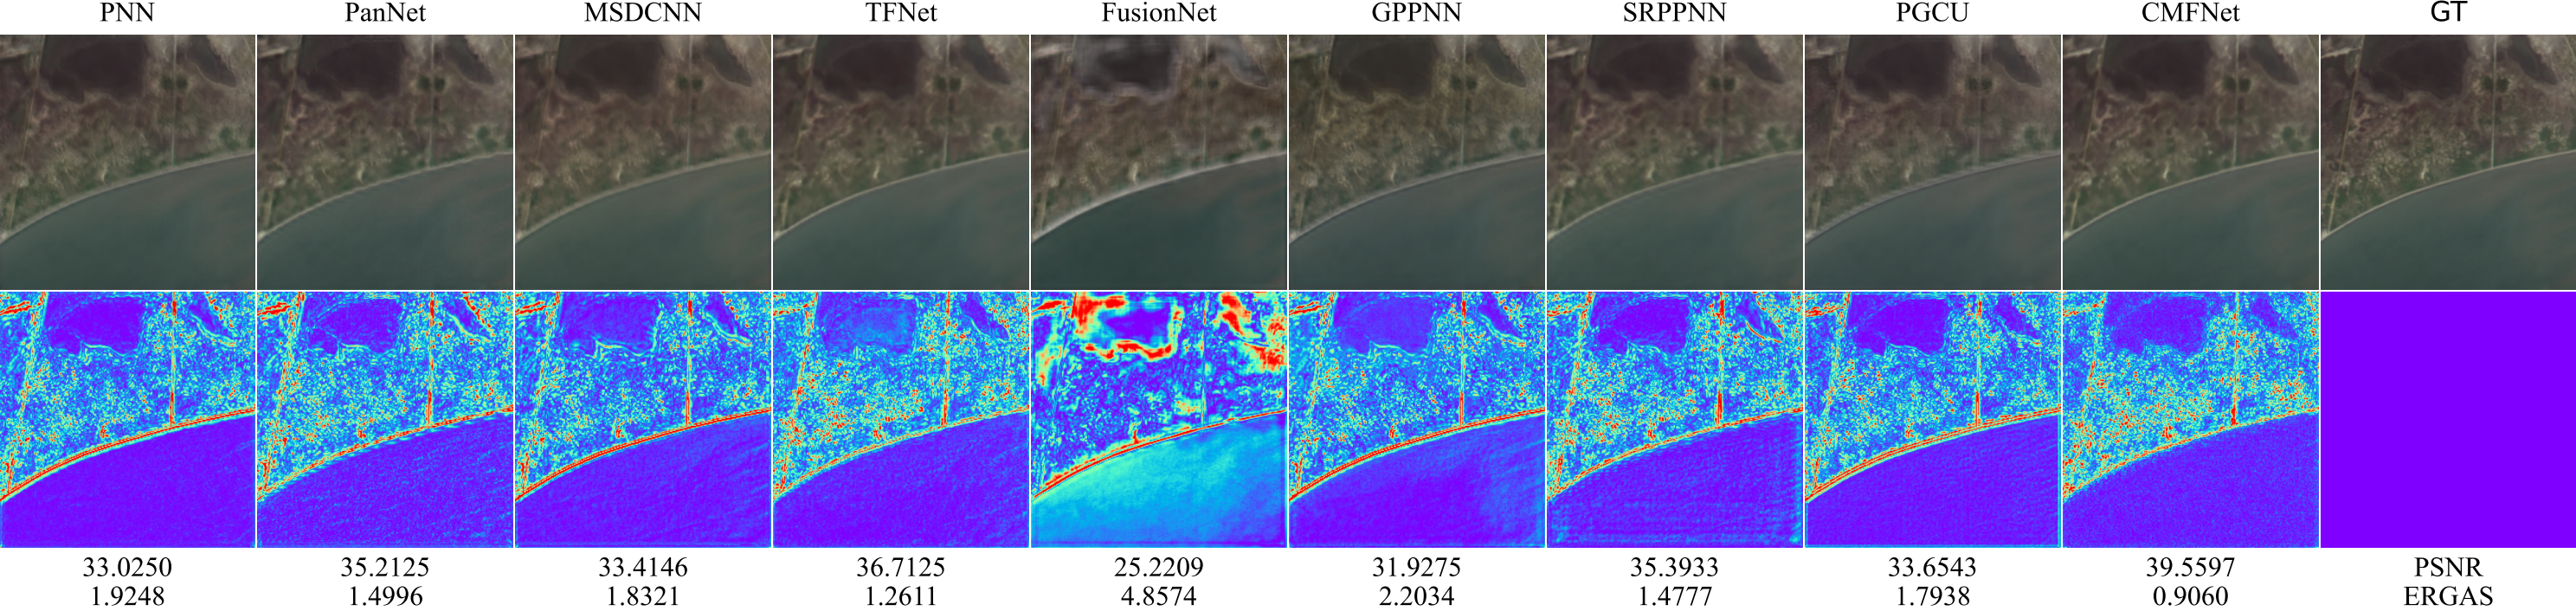 PNN PanNet MSDCNN TFNet FusionNet GPPNN SRPPNN PGCU CMFNet GT
33.0250 35.2125 33.4146 36.7125 25.2209 31.9275 35.3933 33.6543 39.5597 PSNR
1.9248 1.4996 1.8321 1.2611 4.8574 2.2034 1.4777 1.7938 0.9060 ERGAS